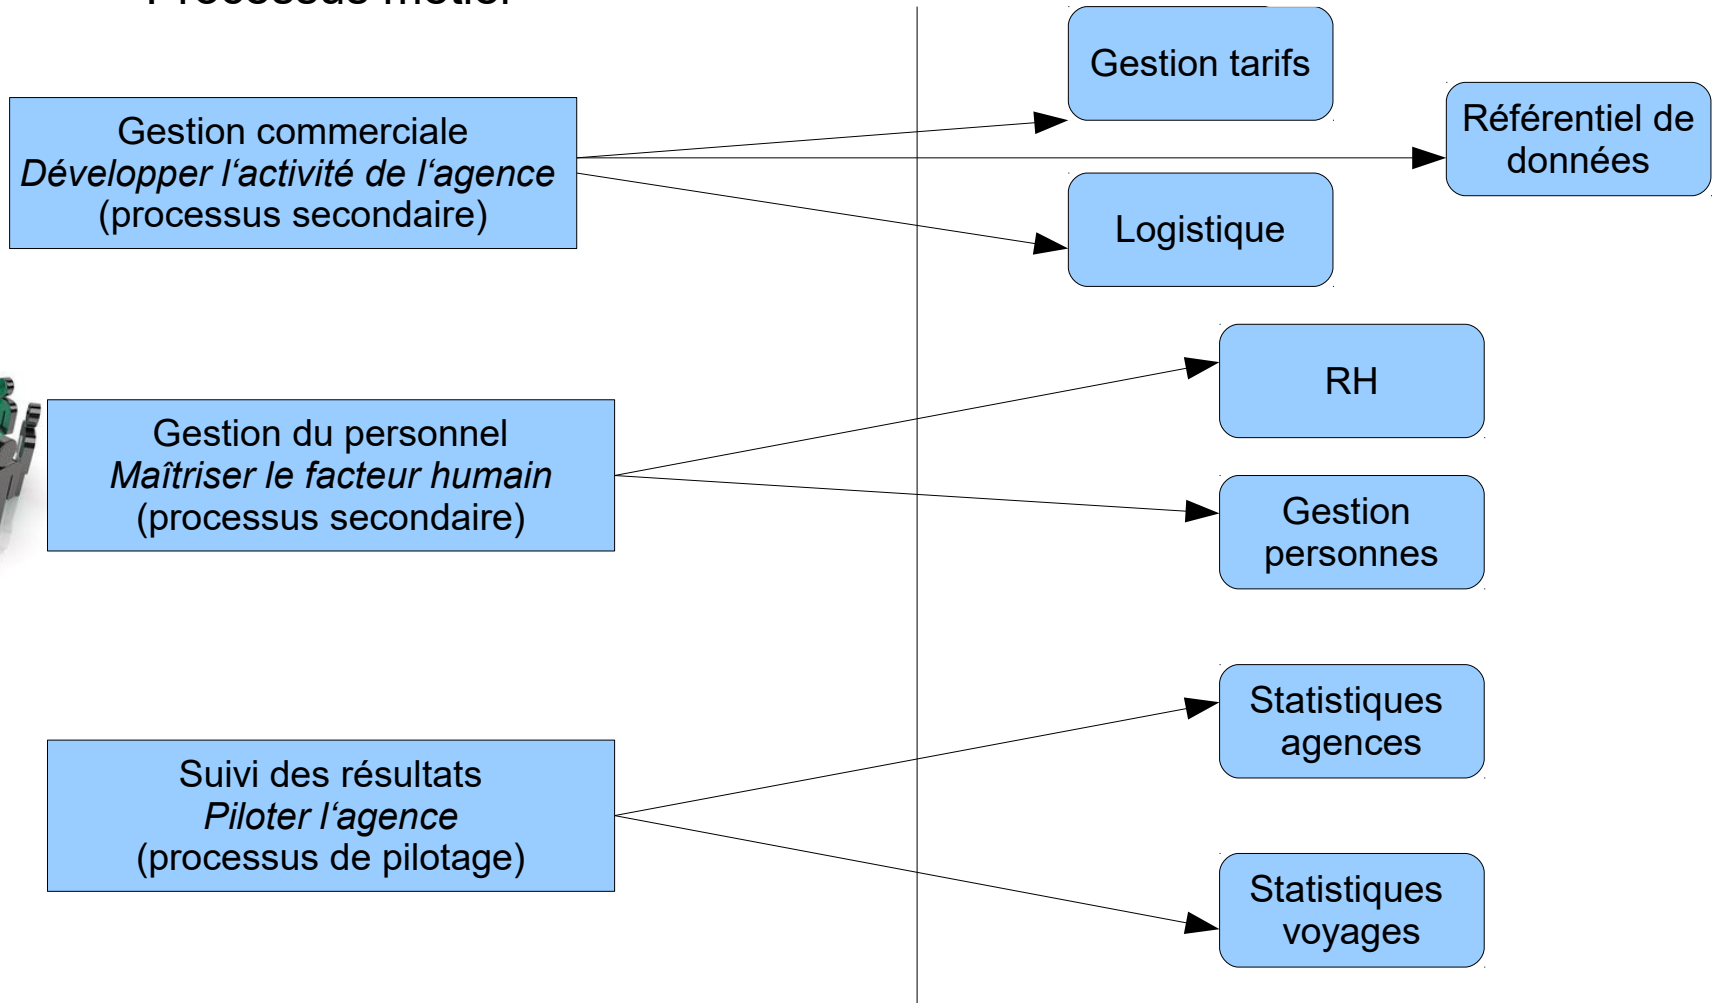 Processus métier
Gestion tarifs
Gestion commerciale
Développer l‘activité de l‘agence
(processus secondaire)
Référentiel de
données
Logistique
RH
Gestion du personnel
Maîtriser le facteur humain
(processus secondaire)
Gestion
personnes
Statistiques
agences
Suivi des résultats
Piloter l‘agence
(processus de pilotage)
Statistiques
voyages